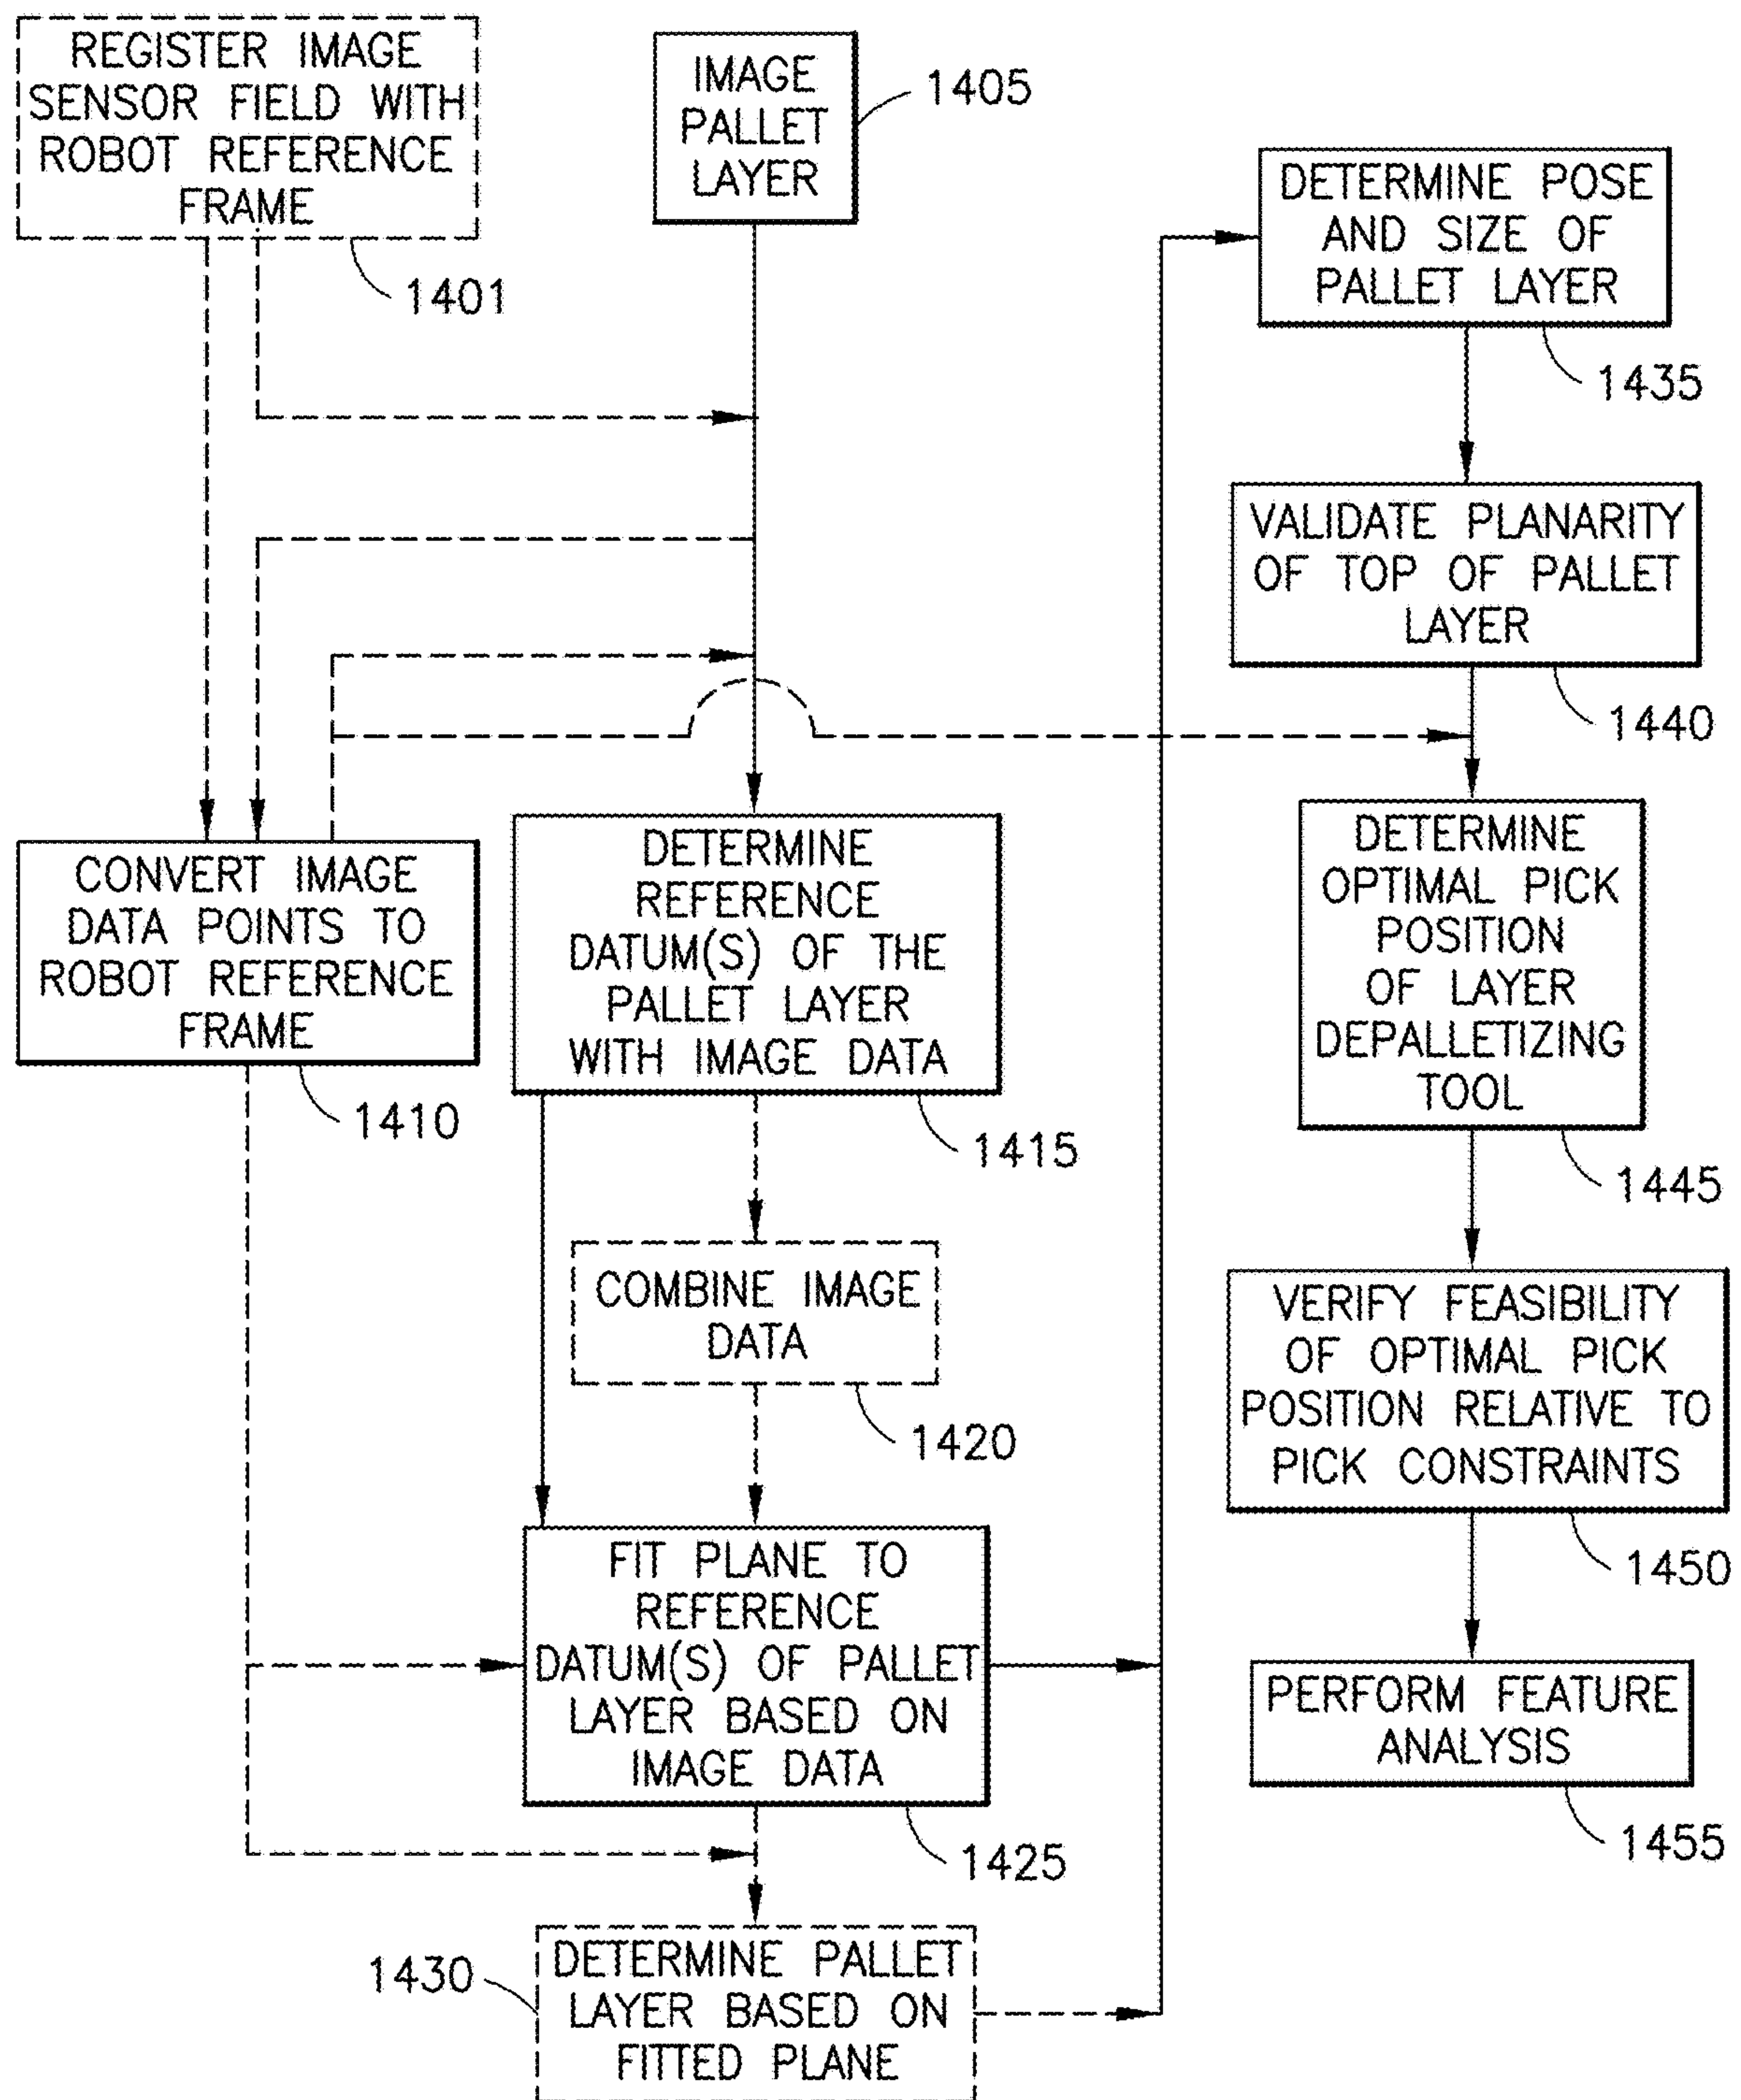 REGISTER IMAGE
SENSOR FIELD WITH
ROBOT REFERENCE
FRAME
1401
IMAGE
PALLET
LAYER
1405
CONVERT IMAGE
DATA POINTS TO
ROBOT REFERENCE
FRAME
1410
DETERMINE
REFERENCE
DATUM(S) OF THE
PALLET LAYER
WITH IMAGE DATA
1415
COMBINE IMAGE
DATA
1420
FIT PLANE TO
REFERENCE
DATUM(S) OF PALLET
LAYER BASED ON
IMAGE DATA
1425
1430
DETERMINE PALLET
LAYER BASED ON
FITTED PLANE
DETERMINE POSE
AND SIZE OF
PALLET LAYER
1435
VALIDATE PLANARITY
OF TOP OF PALLET
LAYER
1440
DETERMINE
OPTIMAL PICK
POSITION
OF LAYER
DEPALLETIZING
TOOL
1445
VERIFY FEASIBILITY
OF OPTIMAL PICK
POSITION RELATIVE TO
PICK CONSTRAINTS
1450
PERFORM FEATURE
ANALYSIS
1455